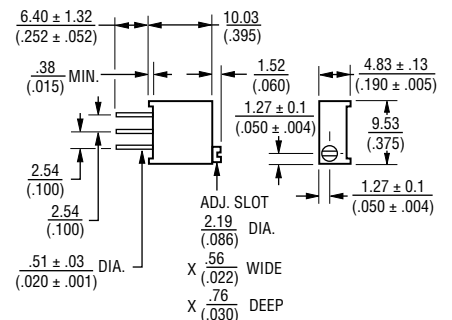 6.40 ± 1.32
(.252 ± .052)
10.03
(.395)
.38
(.015)
MIN.
1.52
(.060)
4.83 ± .13
(.190 ± .005)
1.27 ± 0.1
(.050 ± .004)
9.53
(.375)
2.54
(.100)
2.54
(.100)
1.27 ± 0.1
(.050 ± .004)
.51 ± .03
(.020 ± .001)
DIA.
ADJ. SLOT
2.19
(.086)
DIA.
X .56
(.022)
WIDE
X .76
(.030)
DEEP